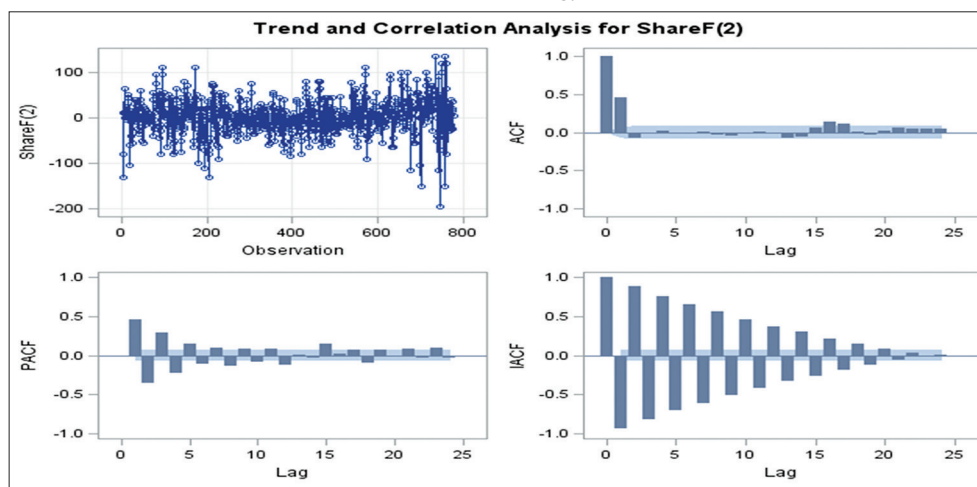 Trend and Correlation Analysis for ShareF(2)
ShareF(2)
100
0
-100
-200
0 200 400 600 800
Observation
ACF
1.0
0.5
0.0
-0.5
-1.0
0 5 10 15 20 25
Lag
PACF
1.0
0.5
0.0
-0.5
-1.0
0 5 10 15 20 25
Lag
IACF
1.0
0.5
0.0
-0.5
-1.0
0 5 10 15 20 25
Lag